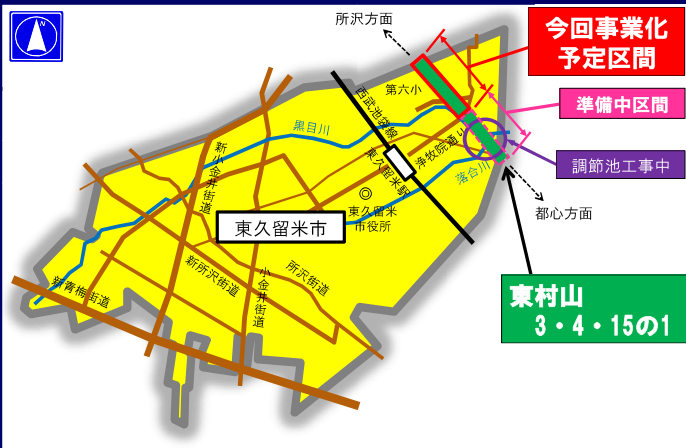 N
所沢方面
今回事業化
予定区間
第六小
準備中区間
西武池袋線
黒目川
浄牧院通り
調節池工事中
新小金井街道
東久留米駅
落合川
◎
東久留米
市役所
都心方面
東久留米市
新所沢街道
所沢街道
小金井街道
新青梅街道
東村山
3・4・15の1